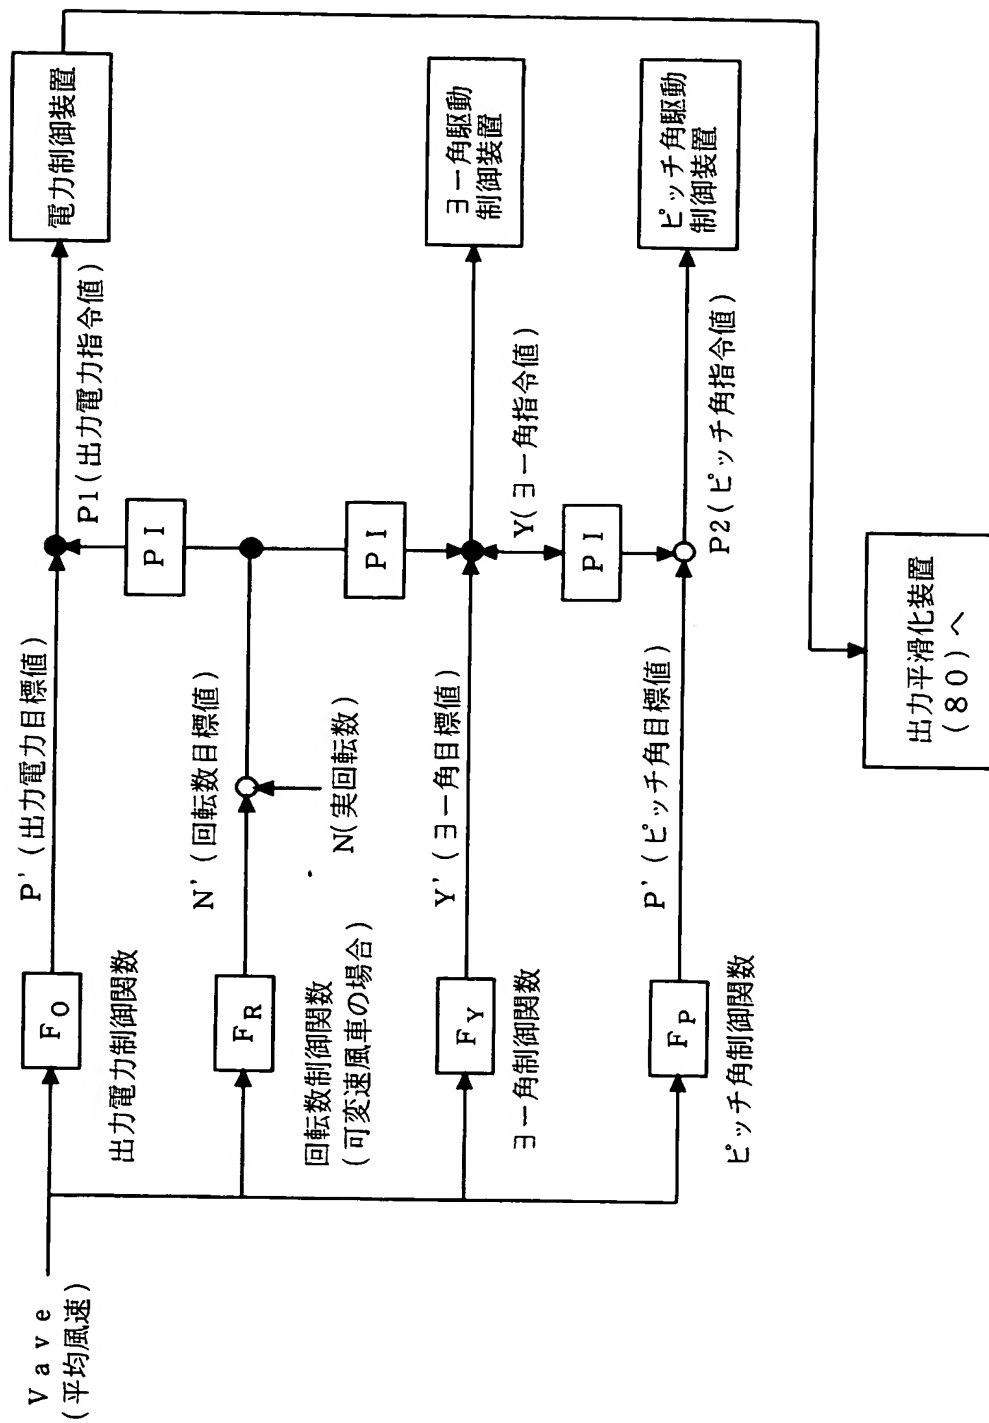 Vave
(平均風速)
FO
出力電力制御関数
P'(出力電力目標値)
P1(出力電力指令値)
電力制御装置
PI
FR
回転数制御関数
(可変速風車の場合)
N'(回転数目標値)
N(実回転数)
PI
FY
ヨー角制御関数
Y'(ヨー角目標値)
Y(ヨー角指令値)
ヨー角駆動
制御装置
PI
FP
ピッチ角制御関数
P'(ピッチ角目標値)
P2(ピッチ角指令値)
ピッチ角駆動
制御装置
出力平滑化装置
(80)へ